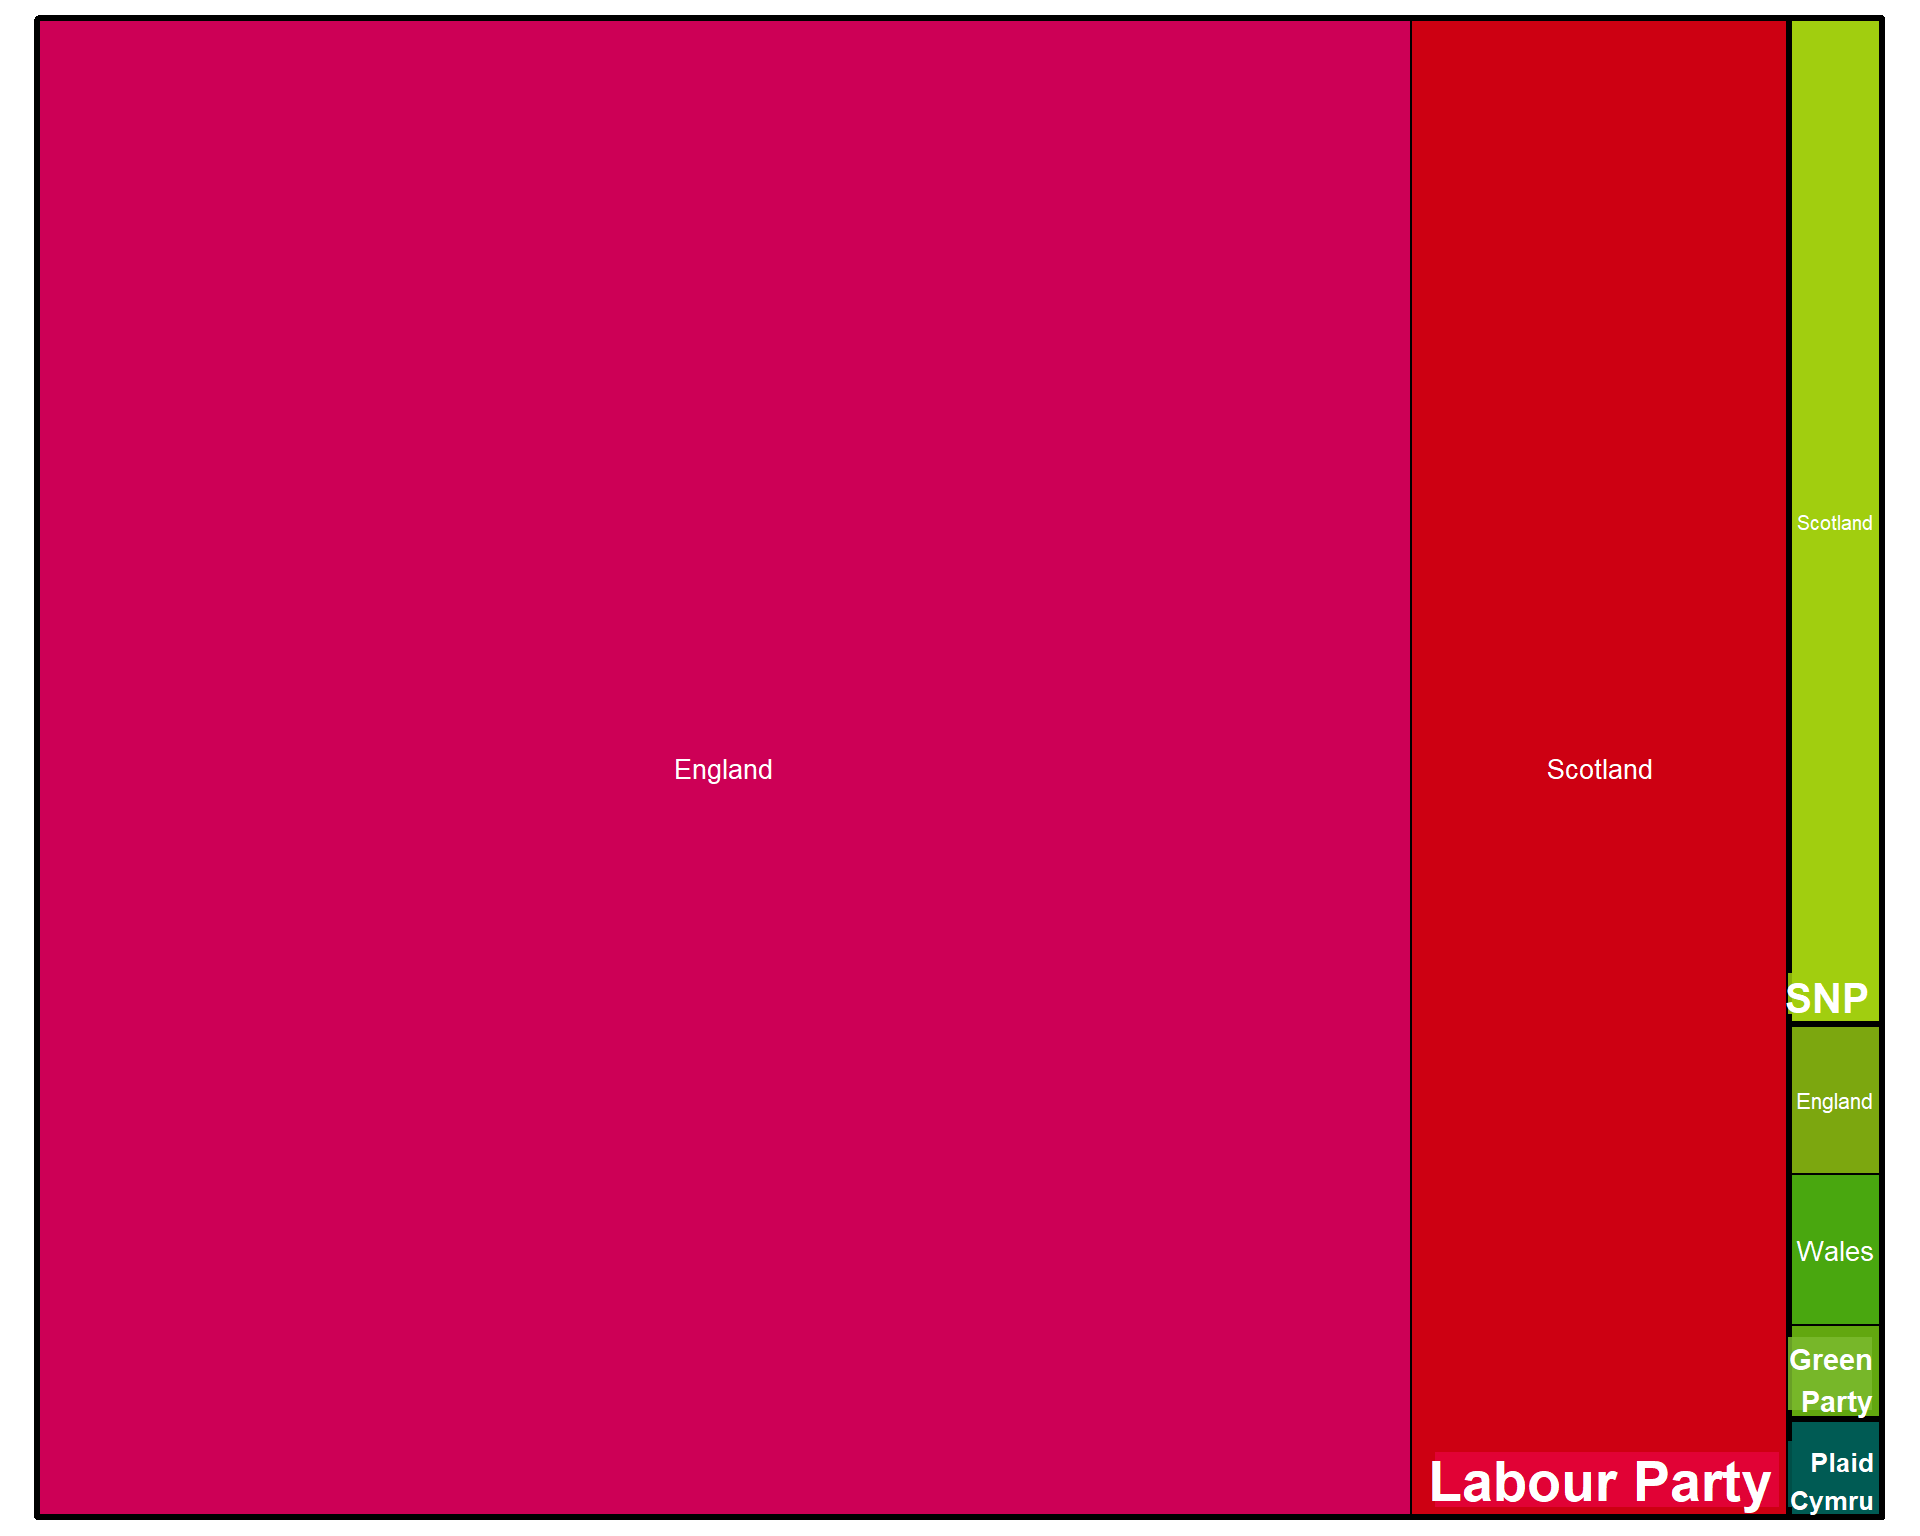 England
Scotland
Labour Party
Scotland
SNP
England
Wales
Green
Party
Plaid
Cymru